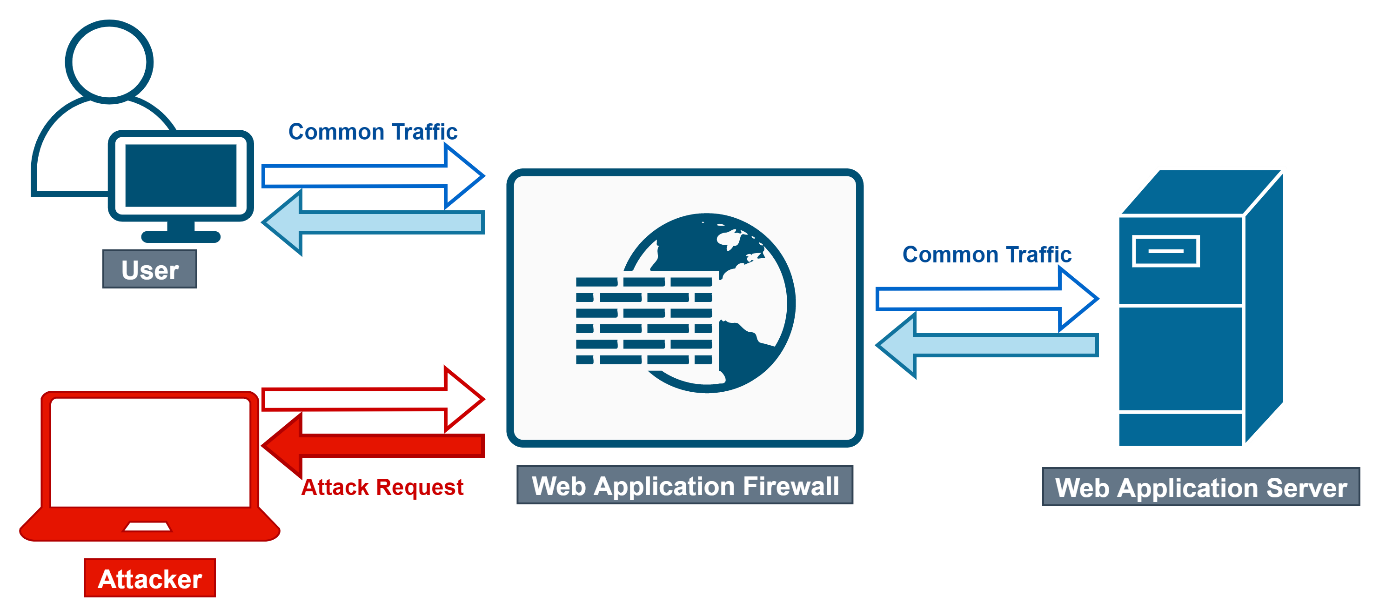 Common Traffic
User
Common Traffic
Attack Request
Web Application Firewall
Web Application Server
Attacker